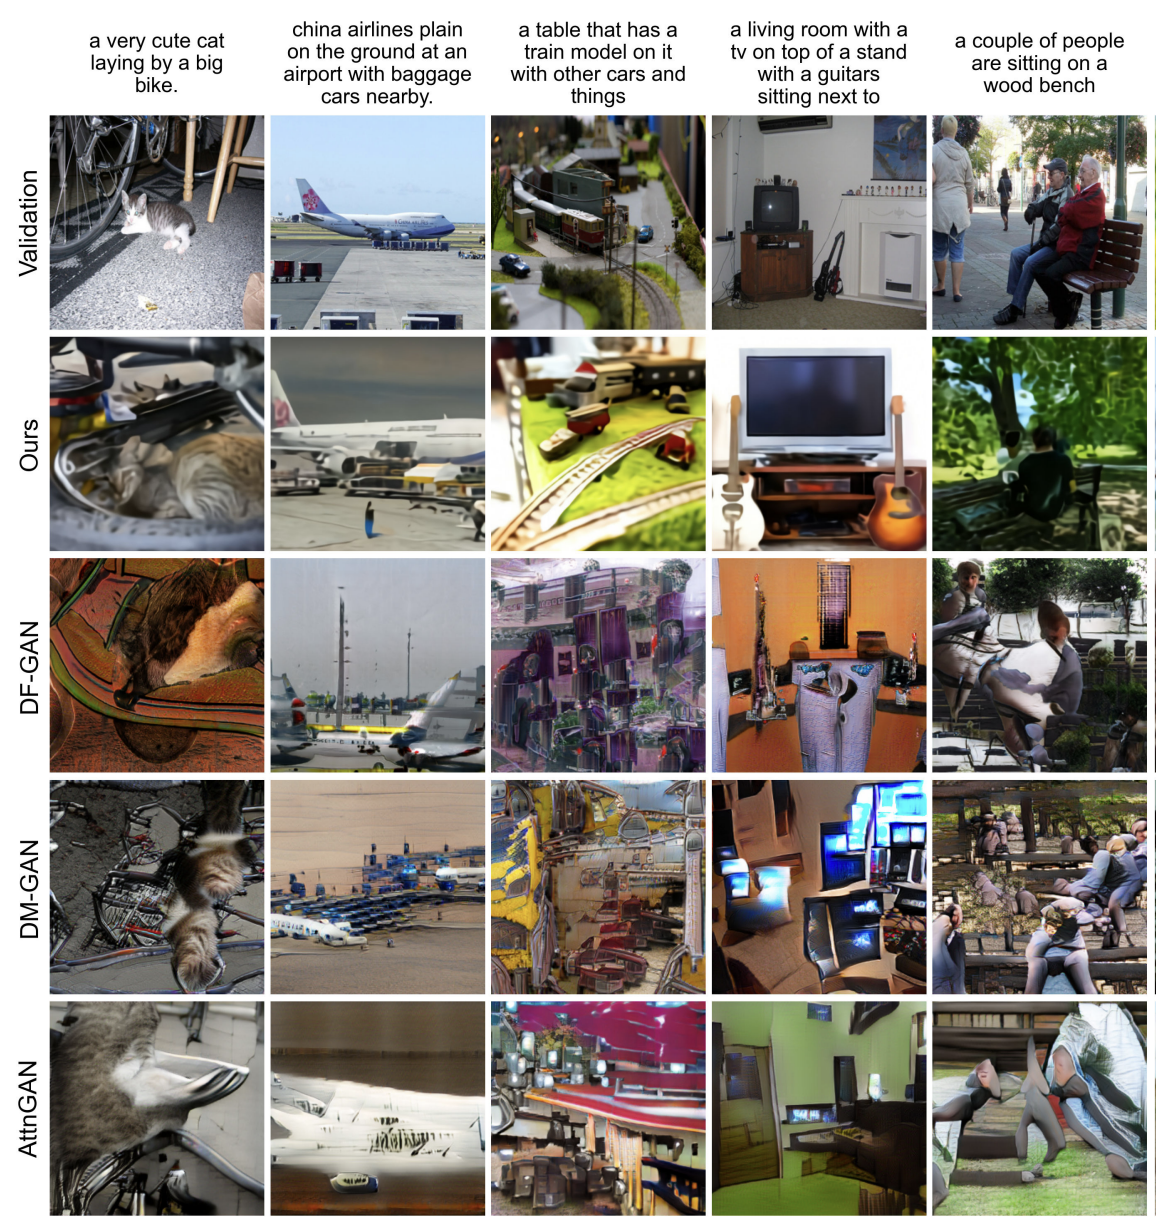 a very cute cat
laying by a big
bike.
china airlines plain
on the ground at an
airport with baggage
cars nearby.
a table that has a
train model on it
with other cars and
things
a living room with a
tv on top of a stand
with a guitars
sitting next to
a couple of people
are sitting on a
wood bench
Validation
Ours
DF-GAN
DM-GAN
AttnGAN